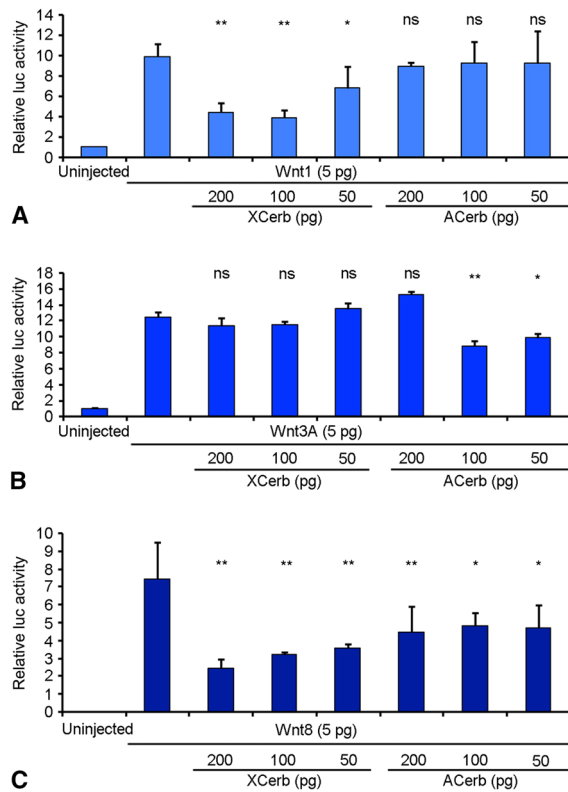 14
12
10
8
6
4
2
0
Relative luc activity
** ** * ns ns ns
Uninjected Wnt1 (5 pg)
200 100 50 200 100 50
XCerb (pg) ACerb (pg)
A
18
16
14
12
10
8
6
4
2
0
Relative luc activity
ns ns ns ns ** *
Uninjected Wnt3A (5 pg)
200 100 50 200 100 50
XCerb (pg) ACerb (pg)
B
10
9
8
7
6
5
4
3
2
1
0
Relative luc activity
** ** ** ** * *
Uninjected Wnt8 (5 pg)
200 100 50 200 100 50
XCerb (pg) ACerb (pg)
C